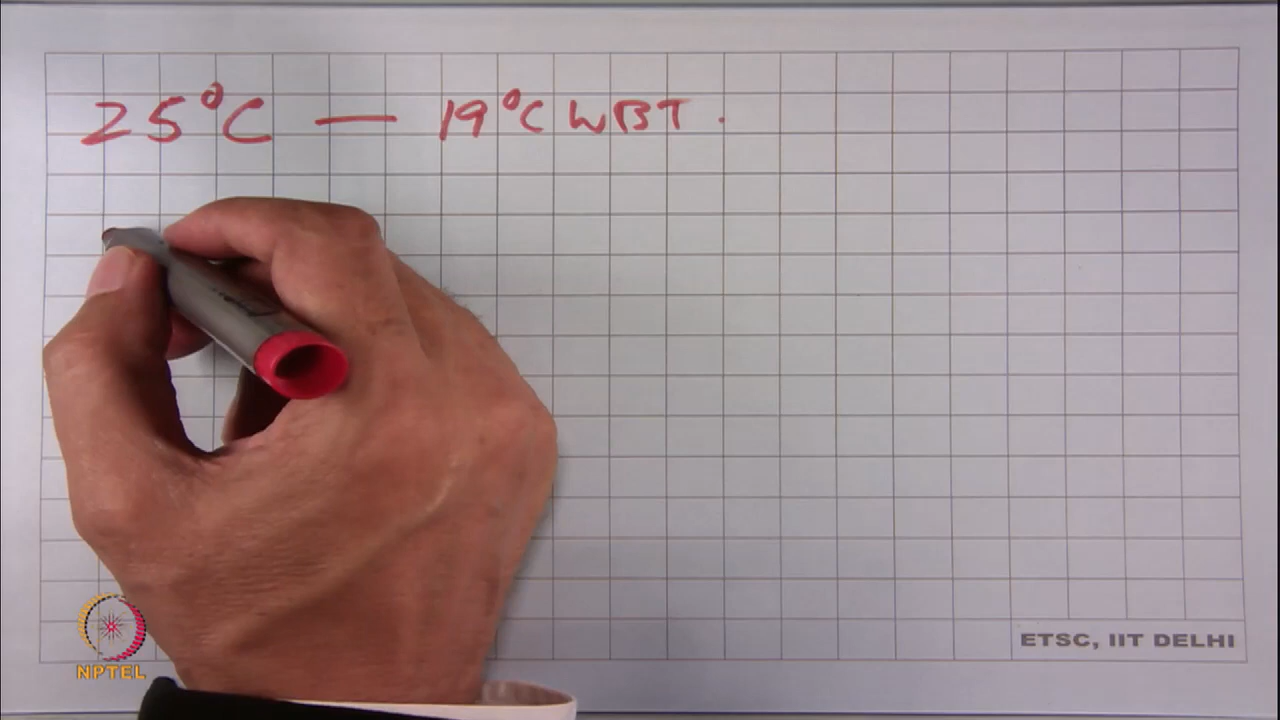 25°C — 19°C WBT.
NPTEL
ETSC, IIT DELHI